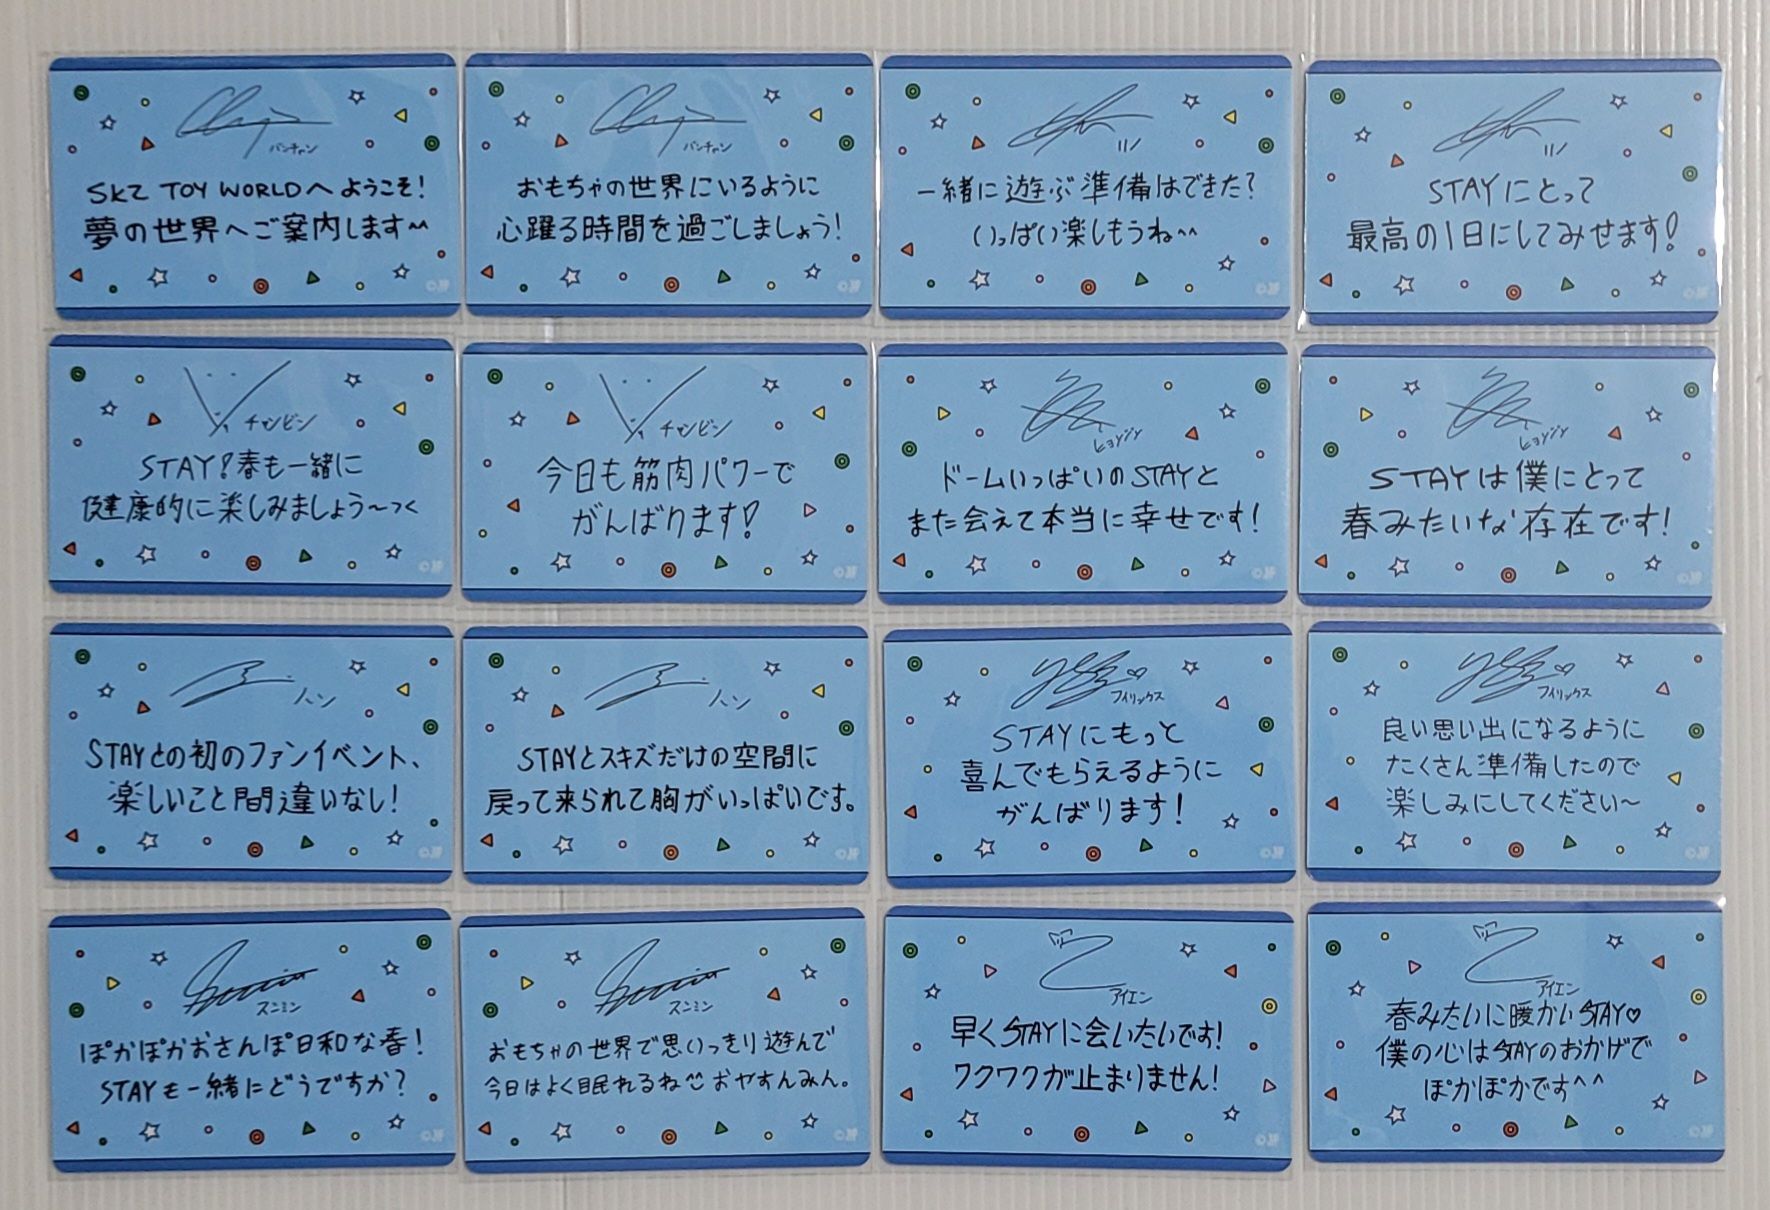 バンチャン
SKZ TOY WORLDへようこそ!
夢の世界へご案内します^^
バンチャン
おもちゃの世界にいるように
心躍る時間を過ごしましょう!
リノ
一緒に遊ぶ準備はできた?
いっぱい楽しもうね^^
リノ
STAYにとって
最高の1日にしてみせます!
チャンビン
STAY!春も一緒に
健康的に楽しみましょう〜っく
チャンビン
今日も筋肉パワーで
がんばります!
ヒョンジン
ドームいっぱいのSTAYと
また会えて本当に幸せです!
ヒョンジン
STAYは僕にとって
春みたいな存在です!
ハン
STAYとの初のファンイベント、
楽しいこと間違いなし!
ハン
STAYとスキズだけの空間に
戻って来られて胸がいっぱいです。
フィリックス
STAYにもっと
喜んでもらえるように
がんばります!
フィリックス
良い思い出になるように
たくさん準備したので
楽しみにしてください〜
スンミン
ぽかぽかおさんぽ日和な春!
STAYも一緒にどうですか?
スンミン
おもちゃの世界で思いっきり遊んで
今日はよく眠れるね おやすんみん。
アイエン
早くSTAYに会いたいです!
ワクワクが止まりません!
アイエン
春みたいに暖かいSTAY♡
僕の心はSTAYのおかげで
ぽかぽかです^^